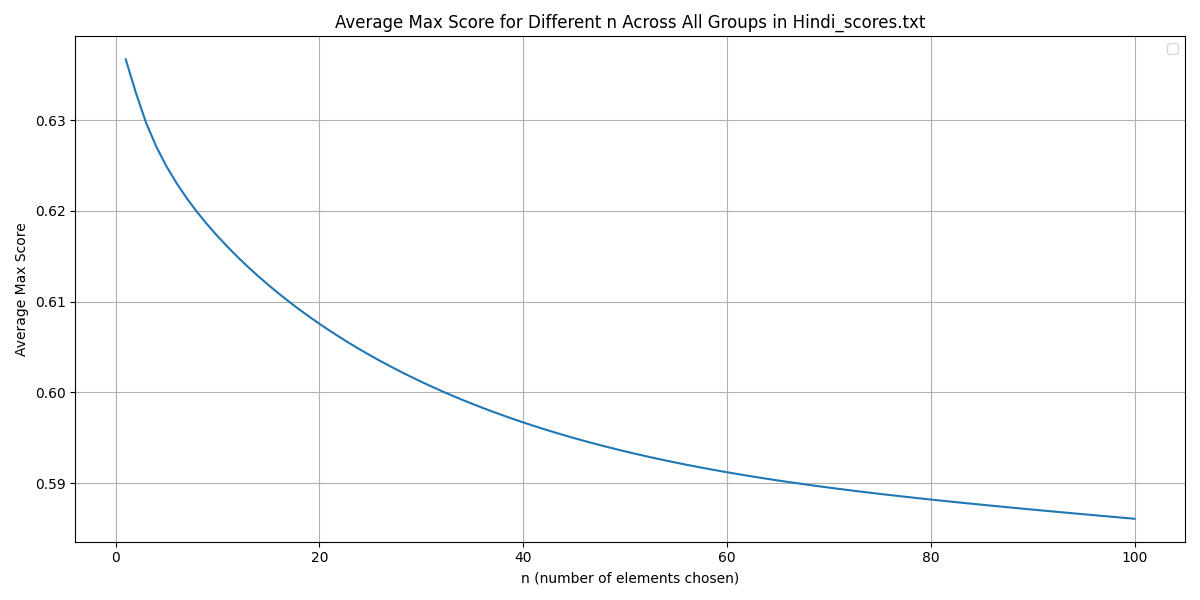 Average Max Score for Different n Across All Groups in Hindi_scores.txt
Average Max Score
0.63
0.62
0.61
0.60
0.59
0 20 40 60 80 100
n (number of elements chosen)